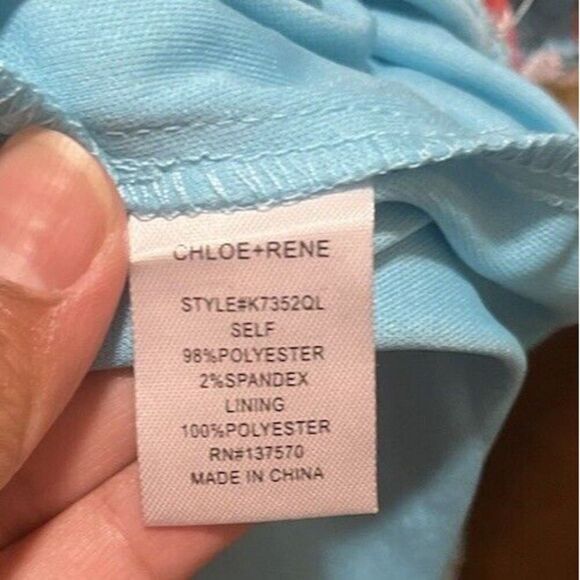 CHLOE+RENE
STYLE#K7352QL
SELF
98%POLYESTER
2%SPANDEX
LINING
100%POLYESTER
RN#137570
MADE IN CHINA